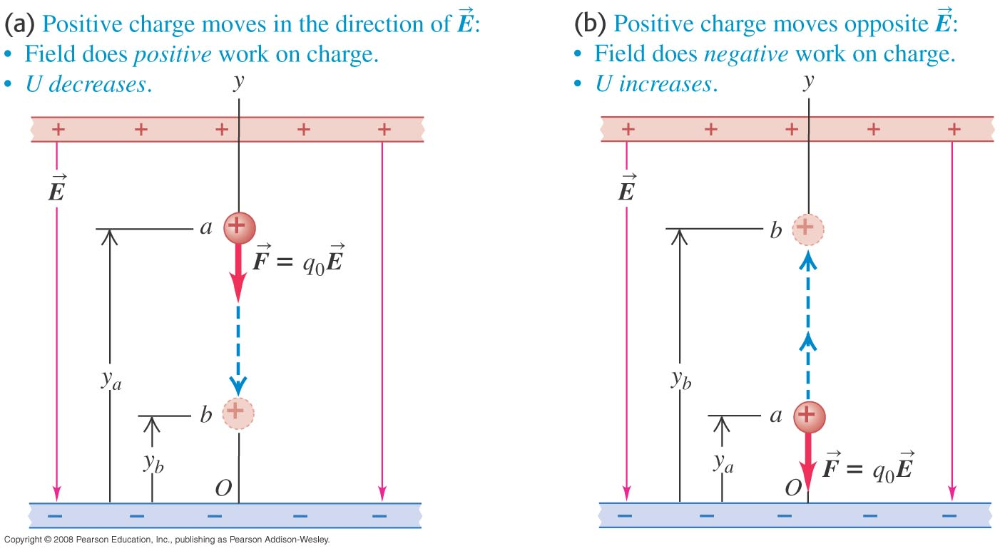 (a) Positive charge moves in the direction of E⃗:
• Field does positive work on charge.
• U decreases.
y
+ + + + +
E⃗
a +
F⃗ = q₀E⃗
yₐ
b +
y_b
O
− − − − −
(b) Positive charge moves opposite E⃗:
• Field does negative work on charge.
• U increases.
y
+ + + + +
E⃗
b +
y_b
a +
yₐ
F⃗ = q₀E⃗
O
− − − − −
Copyright © 2008 Pearson Education, Inc., publishing as Pearson Addison-Wesley.